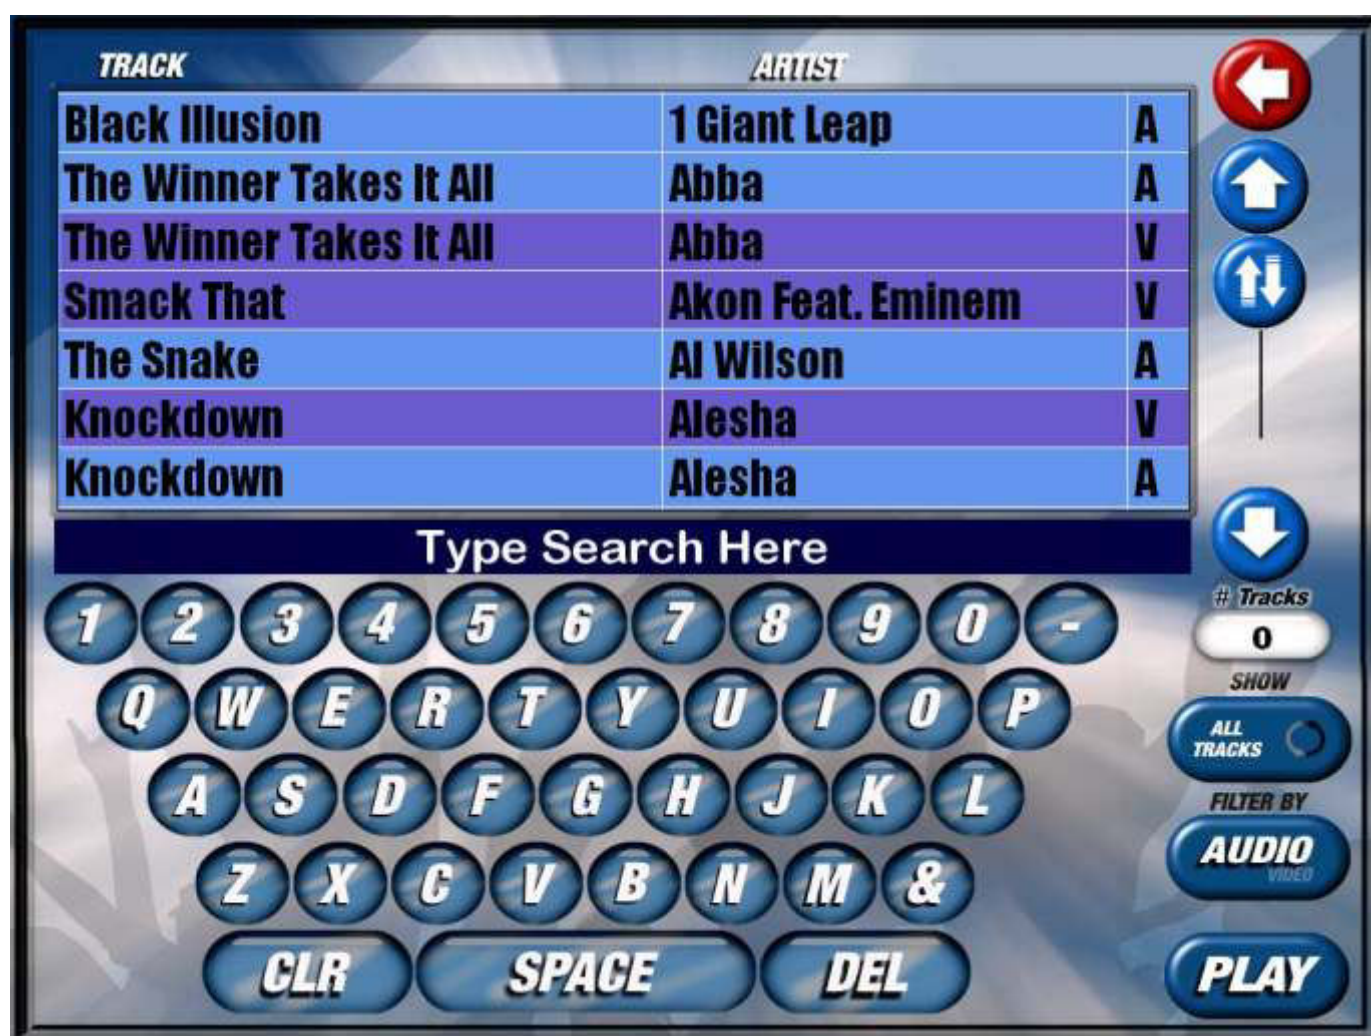 TRACK ARTIST
Black Illusion 1 Giant Leap A
The Winner Takes It All Abba A
The Winner Takes It All Abba V
Smack That Akon Feat. Eminem V
The Snake Al Wilson A
Knockdown Alesha V
Knockdown Alesha A
Type Search Here
# Tracks
0
SHOW
ALL
TRACKS
FILTER BY
AUDIO
VIDEO
PLAY
1 2 3 4 5 6 7 8 9 0 -
Q W E R T Y U I O P
A S D F G H J K L
Z X C V B N M &
CLR SPACE DEL